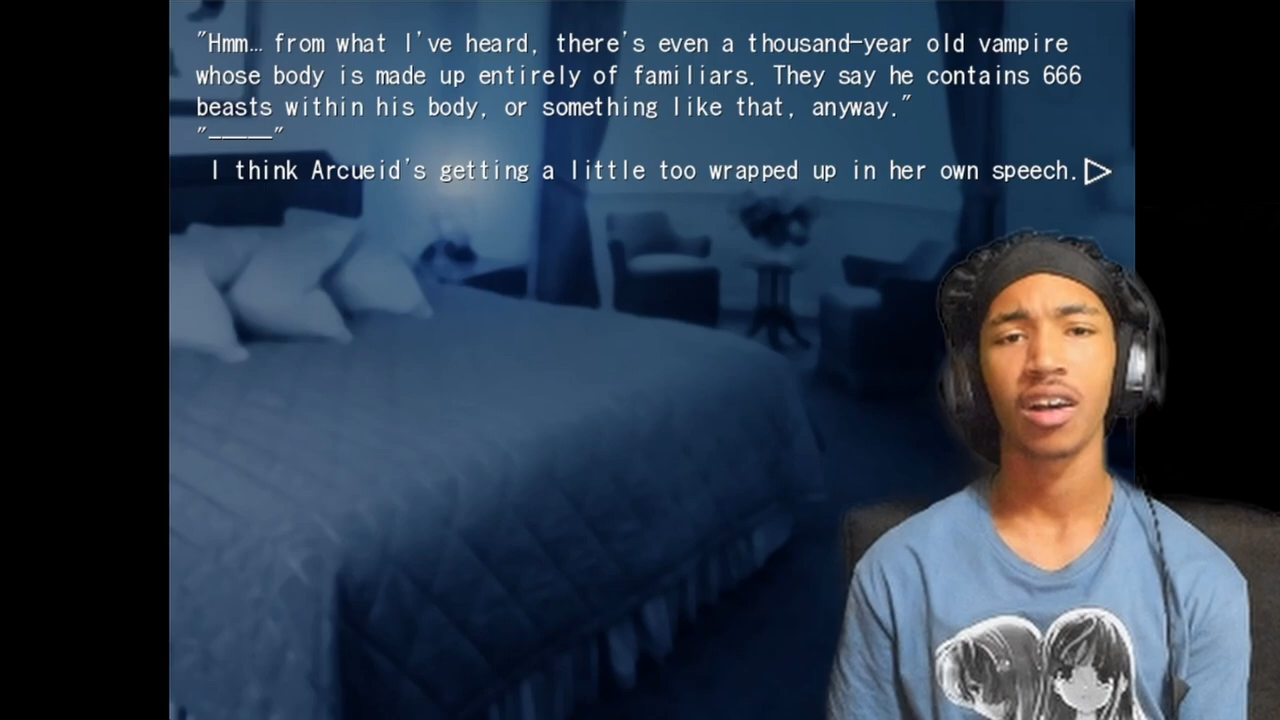 "Hmm… from what I've heard, there's even a thousand-year old vampire
whose body is made up entirely of familiars. They say he contains 666
beasts within his body, or something like that, anyway."
"――――"
I think Arcueid's getting a little too wrapped up in her own speech.